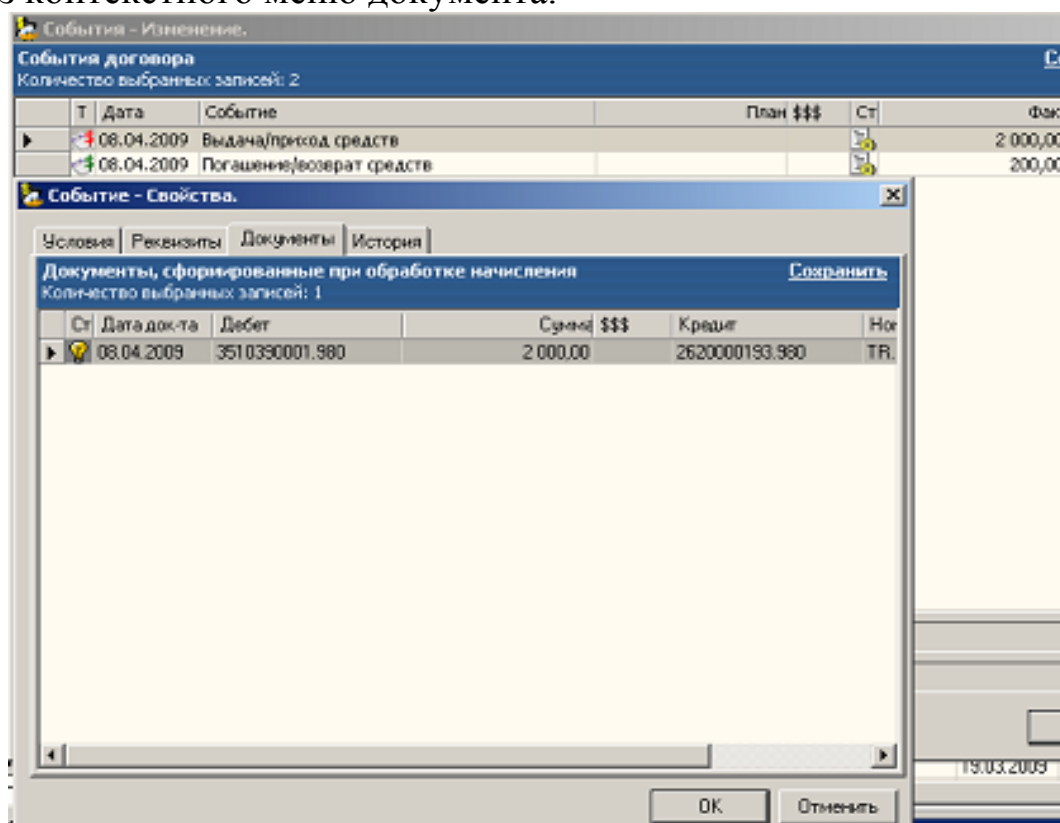 контекстного меню документа.
События - Изменение.
События договора
Количество выбранных записей: 2
Т Дата Событие План $$$ Ст
08.04.2009 Выдача/приход средств 2 000,00
08.04.2009 Погашение/возврат средств 200,00
Событие - Свойства.
Условия Реквизиты Документы История
Документы, сформированные при обработке начисления Сохранить
Количество выбранных записей: 1
Ст Дата док-та Дебет Сумма $$$ Кредит
08.04.2009 3510390001.980 2 000,00 2620000193.980 TR.
19.03.2009
OK Отменить